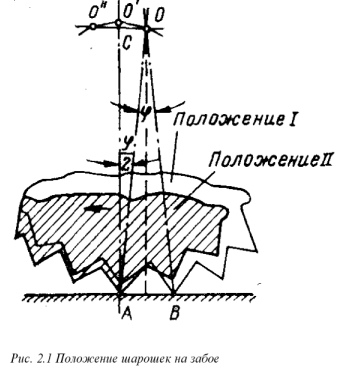 O" O' O
C
φ
φ
2
Положение I
Положение II
A B
Рис. 2.1 Положение шарошек на забое